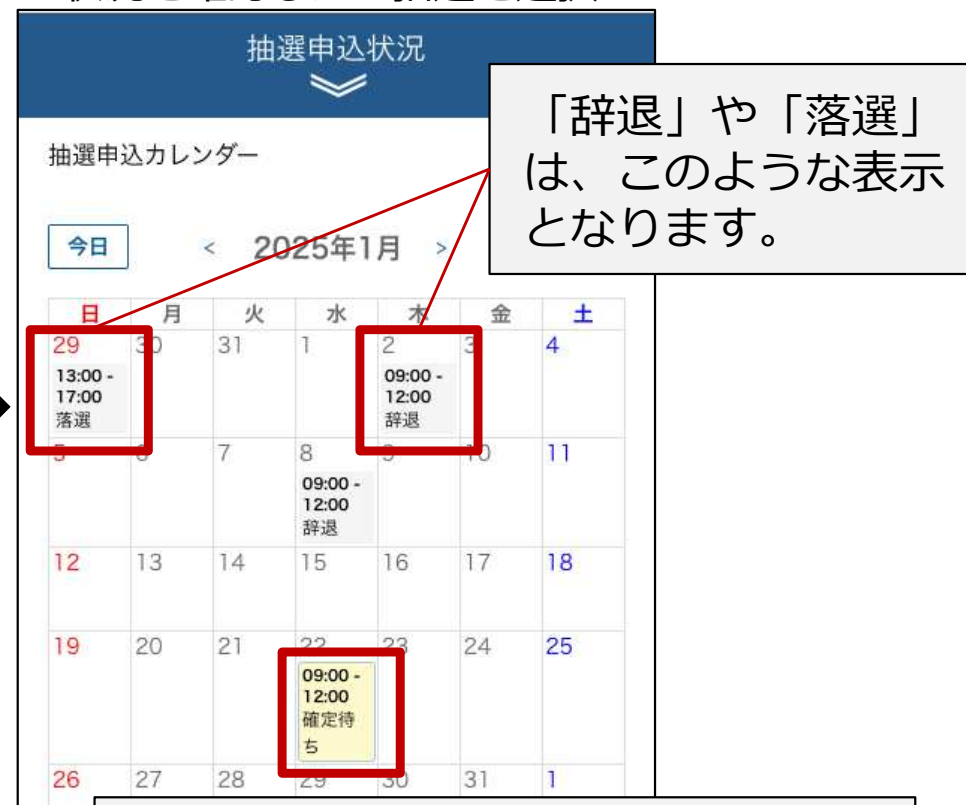 抽選申込状況
「辞退」や「落選」
は、このような表示
となります。
抽選申込カレンダー
今日 < 2025年1月 >
日 月 火 水 木 金 土
29 30 31 1 2 3 4
13:00 -
17:00
落選
09:00 -
12:00
辞退
5 6 7 8 9 10 11
09:00 -
12:00
辞退
12 13 14 15 16 17 18
19 20 21 22 23 24 25
09:00 -
12:00
確定待
ち
26 27 28 29 30 31 1